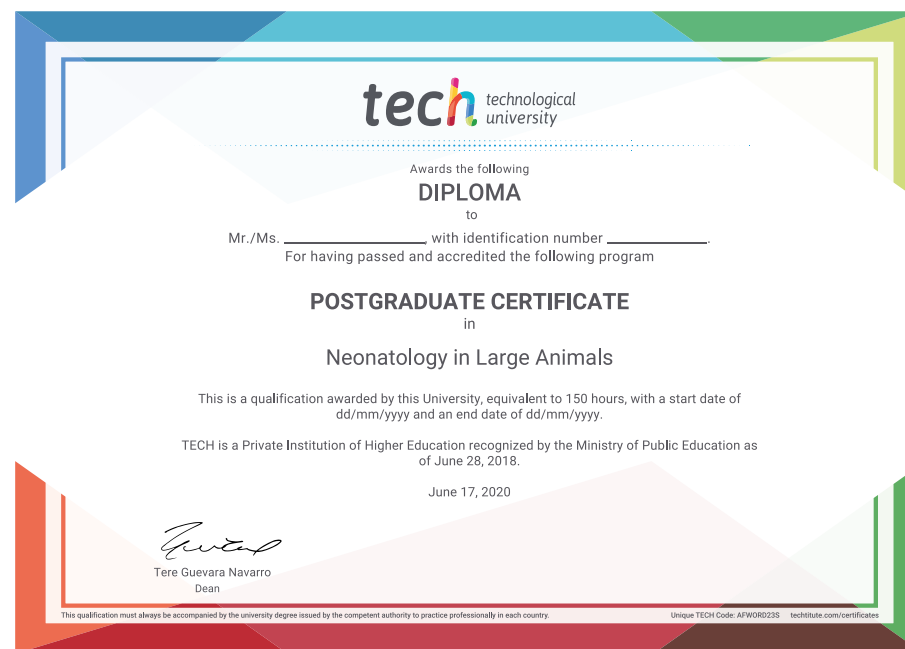 tech technological
university
Awards the following
DIPLOMA
to
Mr./Ms. ____________________, with identification number ______________.
For having passed and accredited the following program
POSTGRADUATE CERTIFICATE
in
Neonatology in Large Animals
This is a qualification awarded by this University, equivalent to 150 hours, with a start date of
dd/mm/yyyy and an end date of dd/mm/yyyy.
TECH is a Private Institution of Higher Education recognized by the Ministry of Public Education as
of June 28, 2018.
June 17, 2020
Tere Guevara Navarro
Dean
This qualification must always be accompanied by the university degree issued by the competent authority to practice professionally in each country. Unique TECH Code: AFWORD23S techtitute.com/certificates